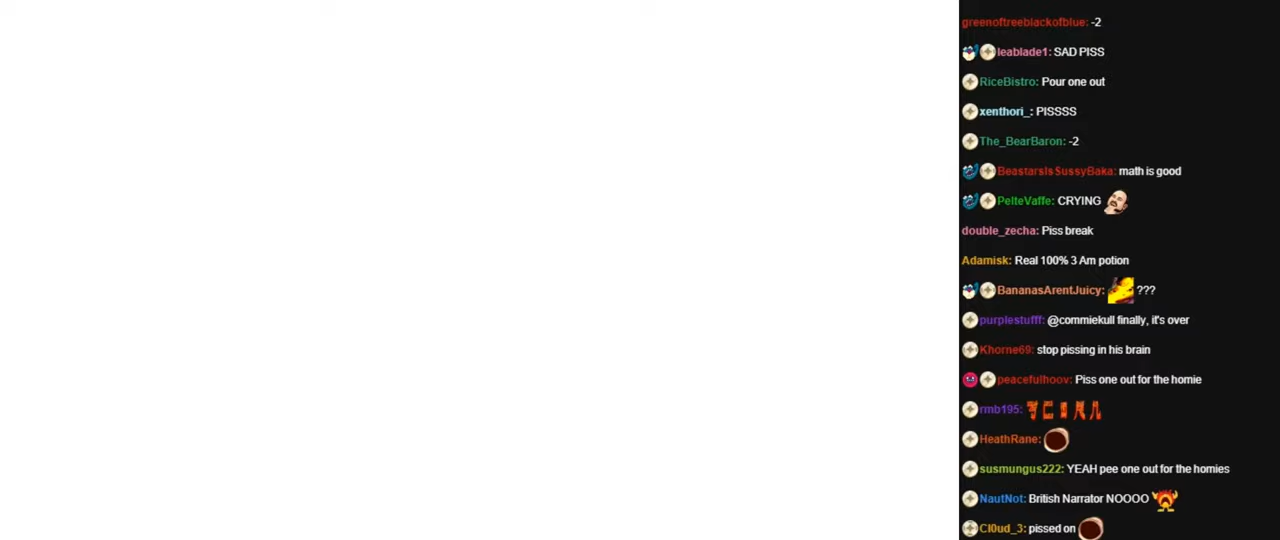 greenoftreeblackofblue: -2
leablade1: SAD PISS
RiceBistro: Pour one out
xenthori_: PISSSS
The_BearBaron: -2
BeastarsIsSussyBaka: math is good
PelteVaffe: CRYING
double_zecha: Piss break
Adamisk: Real 100% 3 Am potion
BananasArentJuicy: ???
purplestufff: @commiekull finally, it's over
Khorne69: stop pissing in his brain
peacefulhoov: Piss one out for the homie
rmb195:
HeathRane:
susmungus222: YEAH pee one out for the homies
NautNot: British Narrator NOOOO
Cl0ud_3: pissed on